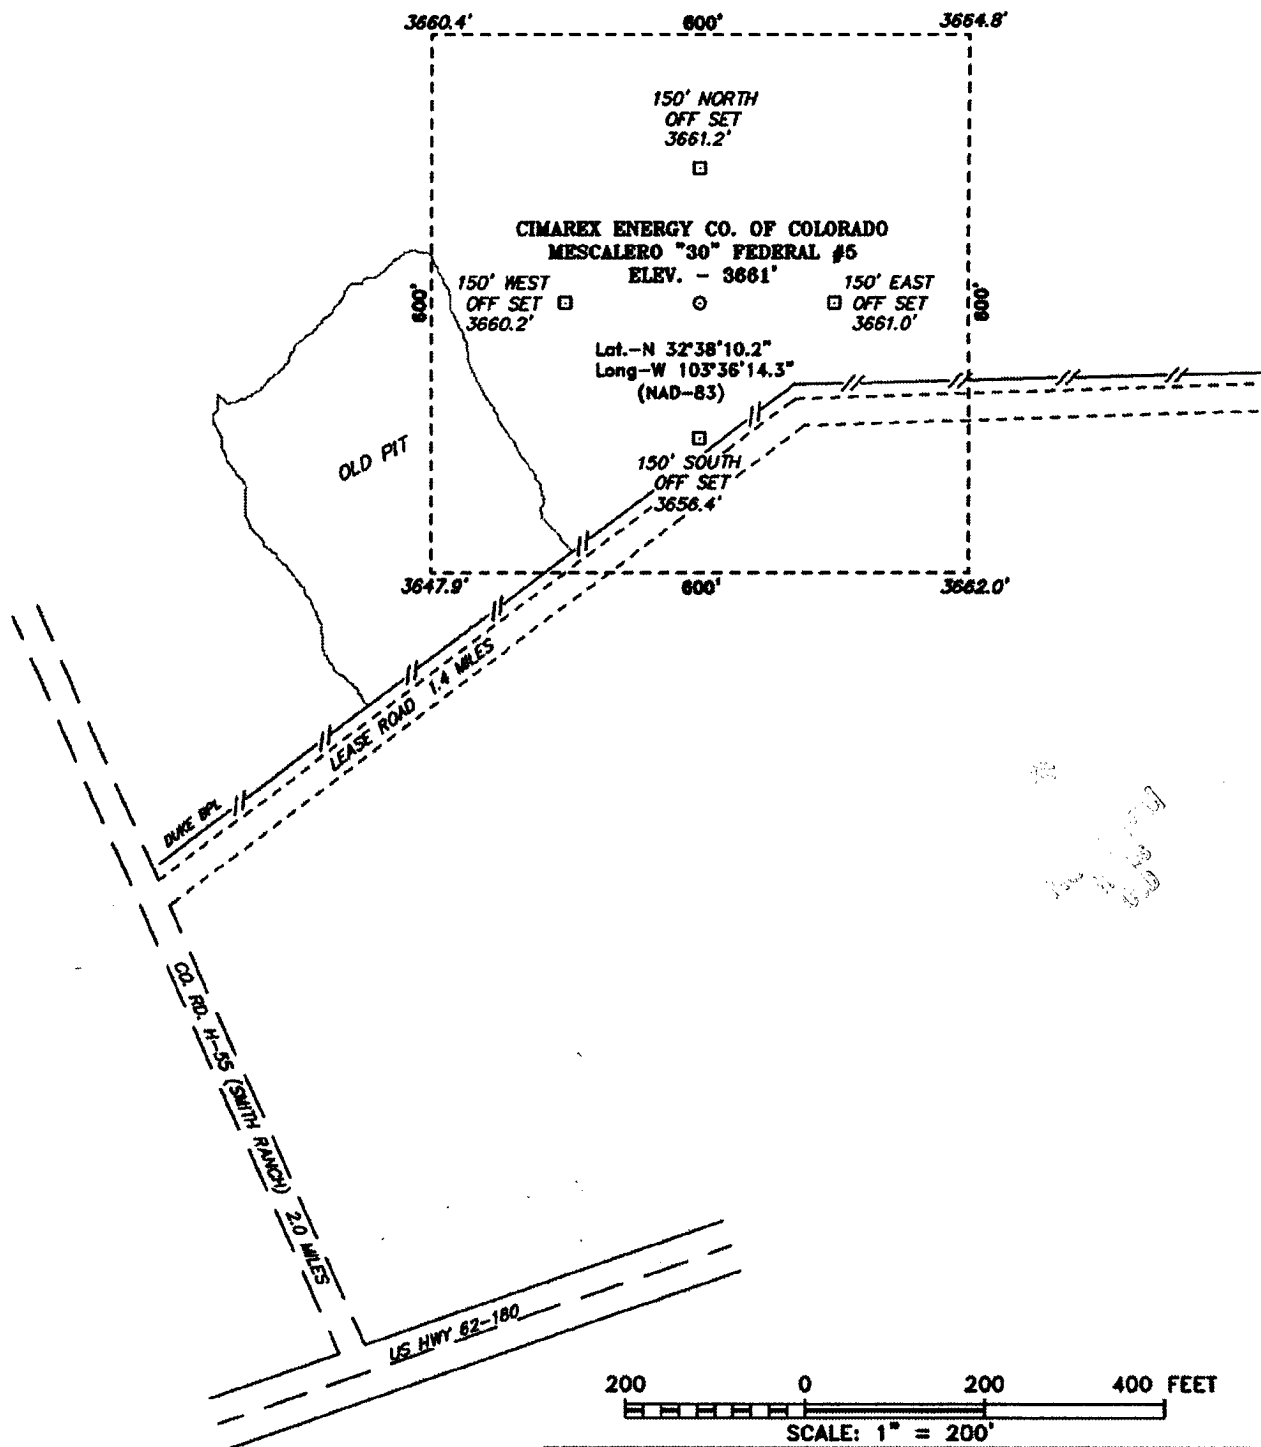 3660.4'
600'
3664.8'
150' NORTH
OFF SET
3661.2'
CIMAREX ENERGY CO. OF COLORADO
MESCALERO "30" FEDERAL #5
ELEV. - 3661'
150' WEST
OFF SET
3660.2'
150' EAST
OFF SET
3661.0'
600'
600'
Lat.-N 32°38'10.2"
Long-W 103°36'14.3"
(NAD-83)
OLD PIT
150' SOUTH
OFF SET
3656.4'
3647.9'
600'
3662.0'
LEASE ROAD 1.4 MILES
DUKE BPL
CO. RD. H-55 (SMITH RANCH) 2.0 MILES
US HWY 62-180
200 0 200 400 FEET
SCALE: 1" = 200'